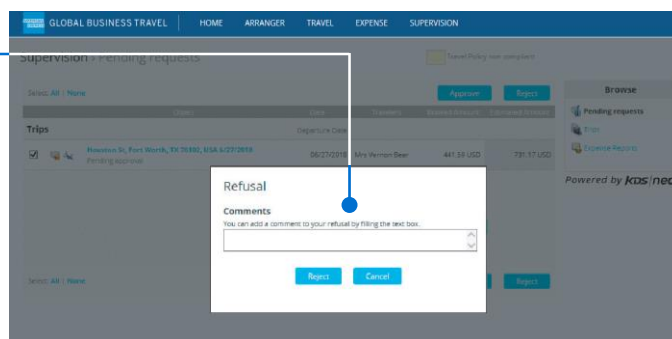 GLOBAL BUSINESS TRAVEL HOME ARRANGER TRAVEL EXPENSE SUPERVISION
Supervision › Pending requests
Travel Policy non compliant
Select: All | None Approve Reject
Browse
Pending requests
Trips
Expense Reports
Powered by KDS|neo
Trips Departure Date
Houston St, Fort Worth, TX 76102, USA 6/27/2018 06/27/2018 Mrs Vernon Beer 441.59 USD 731.57 USD
Pending approval
Refusal
Comments
You can add a comment to your refusal by filling the text box.
Reject Cancel
Select: All | None Reject